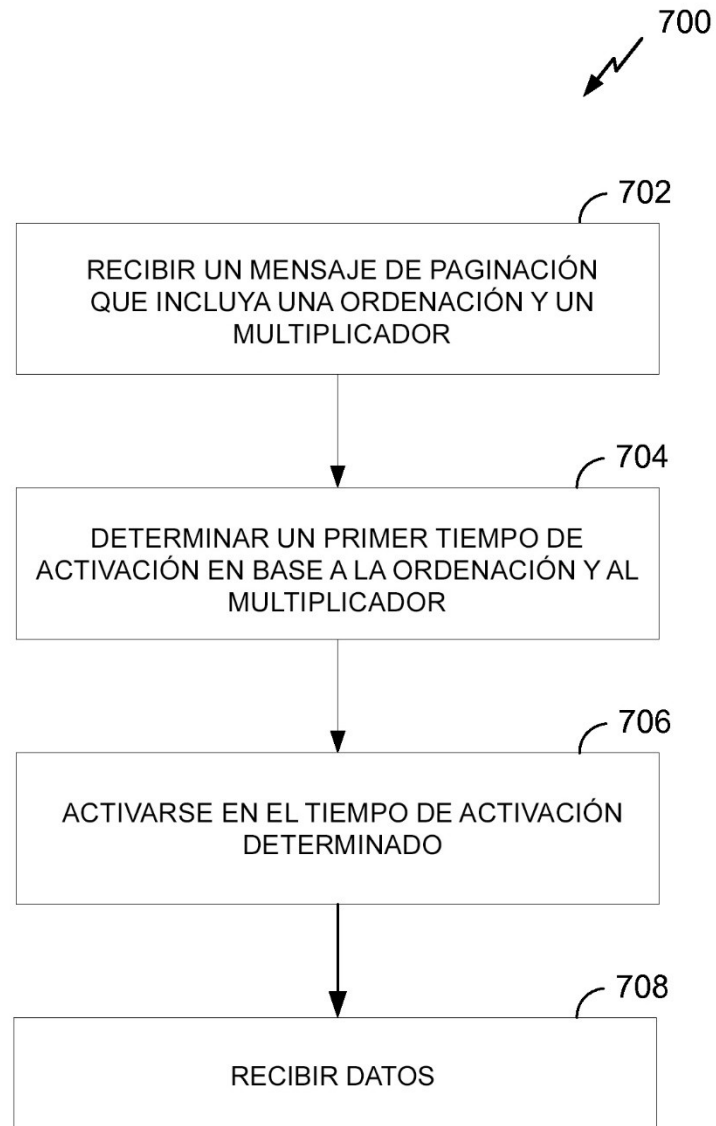 700
702
RECIBIR UN MENSAJE DE PAGINACIÓN
QUE INCLUYA UNA ORDENACIÓN Y UN
MULTIPLICADOR
704
DETERMINAR UN PRIMER TIEMPO DE
ACTIVACIÓN EN BASE A LA ORDENACIÓN Y AL
MULTIPLICADOR
706
ACTIVARSE EN EL TIEMPO DE ACTIVACIÓN
DETERMINADO
708
RECIBIR DATOS